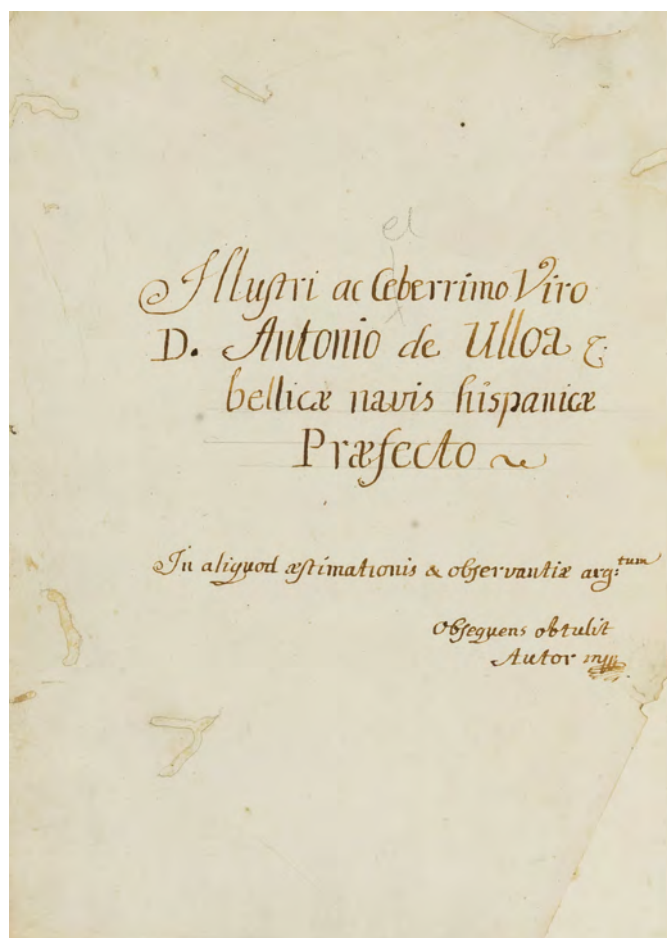 el
Illustri ac Ceberrimo Viro
D. Antonio de Ulloa &
bellicæ navis hispanicæ
Præfecto
In aliquod æstimationis & observantiæ arg:tum
Obsequens obtulit
Autor